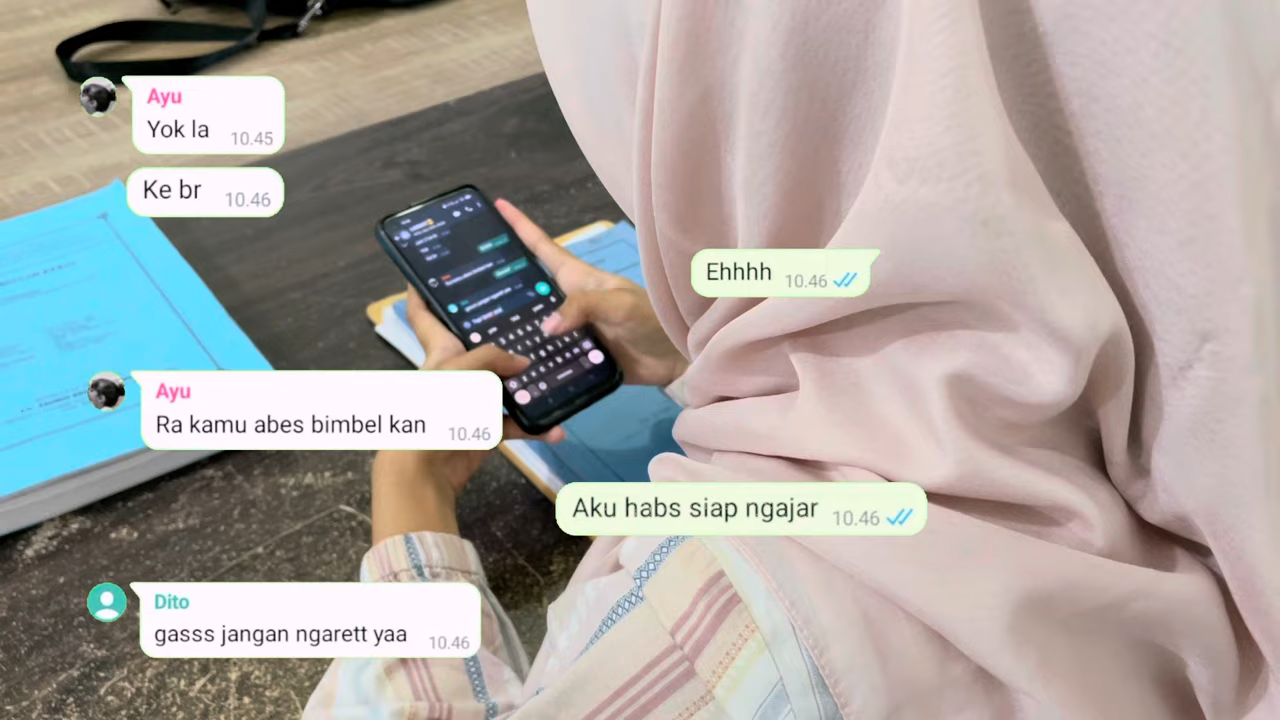 Ayu
Yok la 10.45
Ke br 10.46
Ehhhh 10.46
Ayu
Ra kamu abes bimbel kan 10.46
Aku habs siap ngajar 10.46
Dito
gasss jangan ngarett yaa 10.46